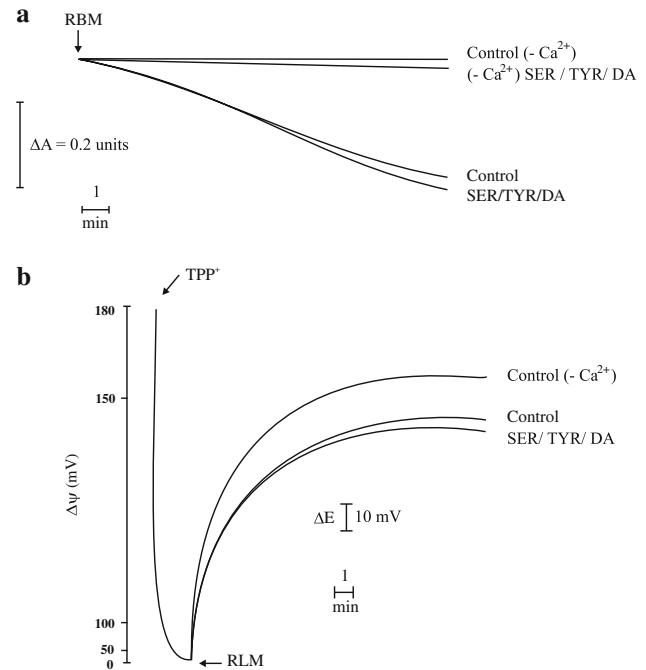 a
RBM
Control (- Ca²⁺)
(- Ca²⁺) SER / TYR/ DA
ΔA = 0.2 units
1
min
Control
SER/TYR/DA
b
TPP⁺
180
150
100
50
0
Δψ (mV)
Control (- Ca²⁺)
Control
SER/ TYR/ DA
ΔE
10 mV
1
min
RLM